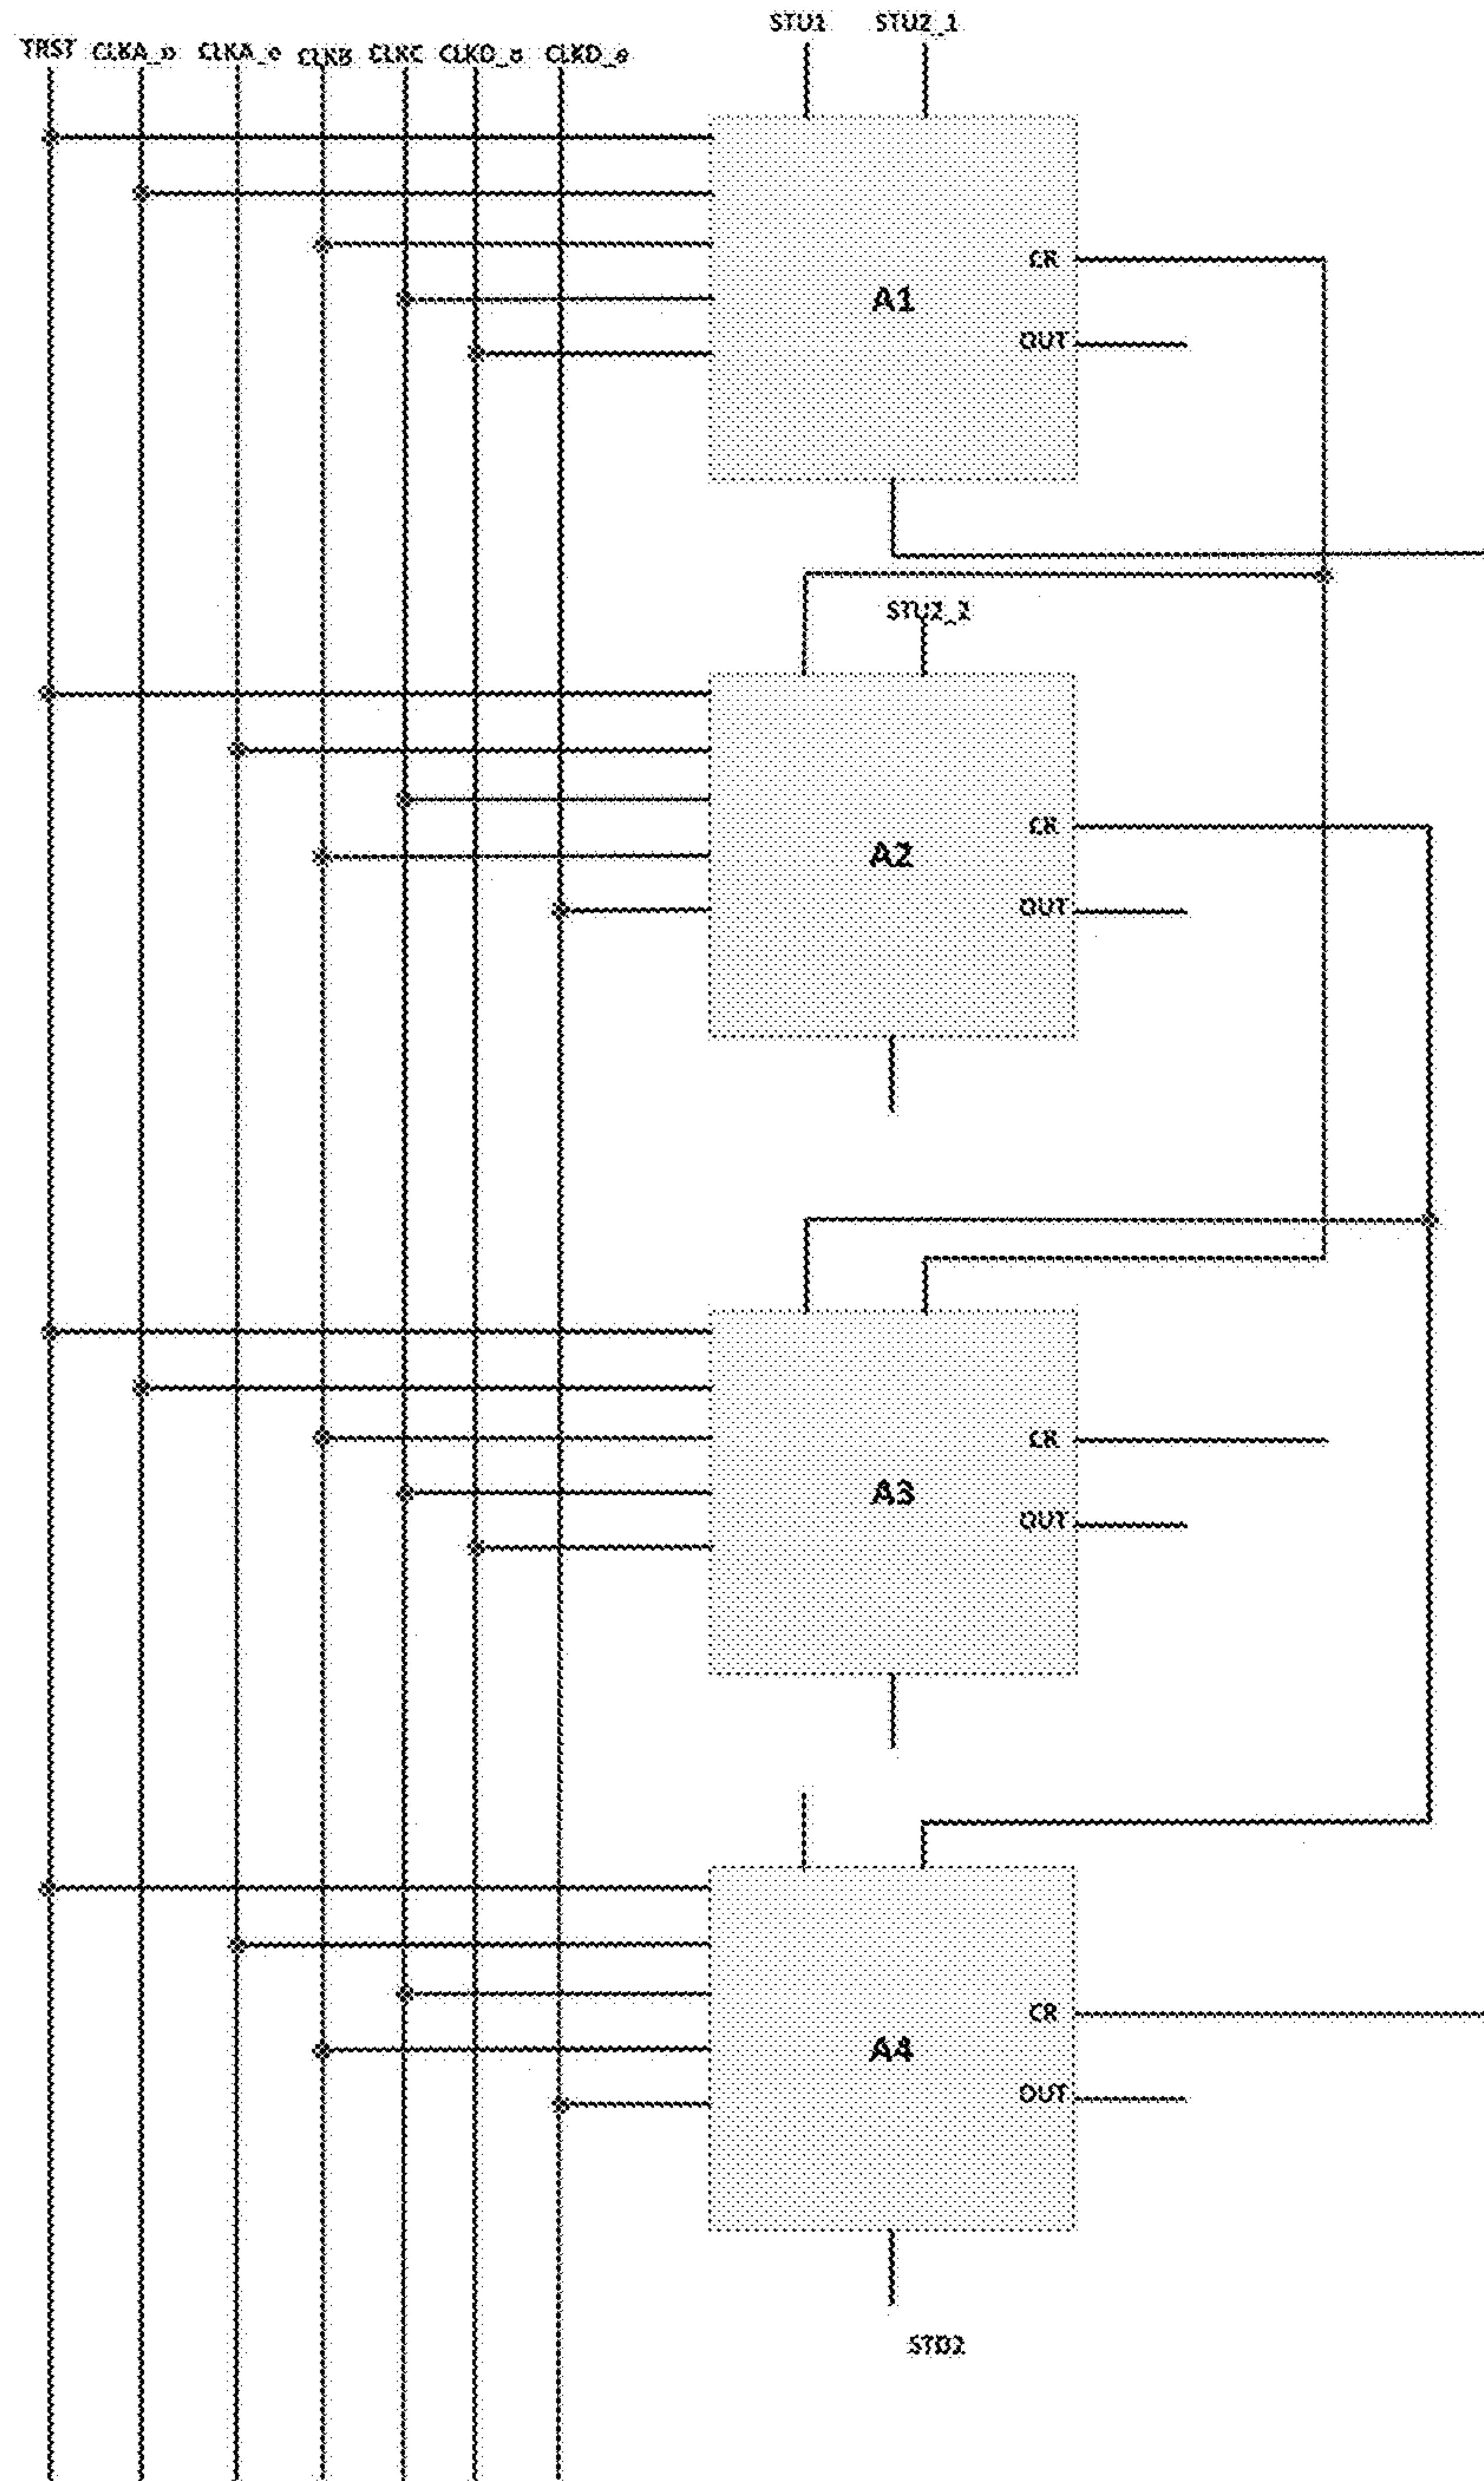 STU1 STU2_1
TRST CLKA_o CLKA_e CLKB CLKC CLKD_o CLKD_e
CR
A1
OUT
STU2_2
CR
A2
OUT
CR
A3
OUT
CR
A4
OUT
STD2